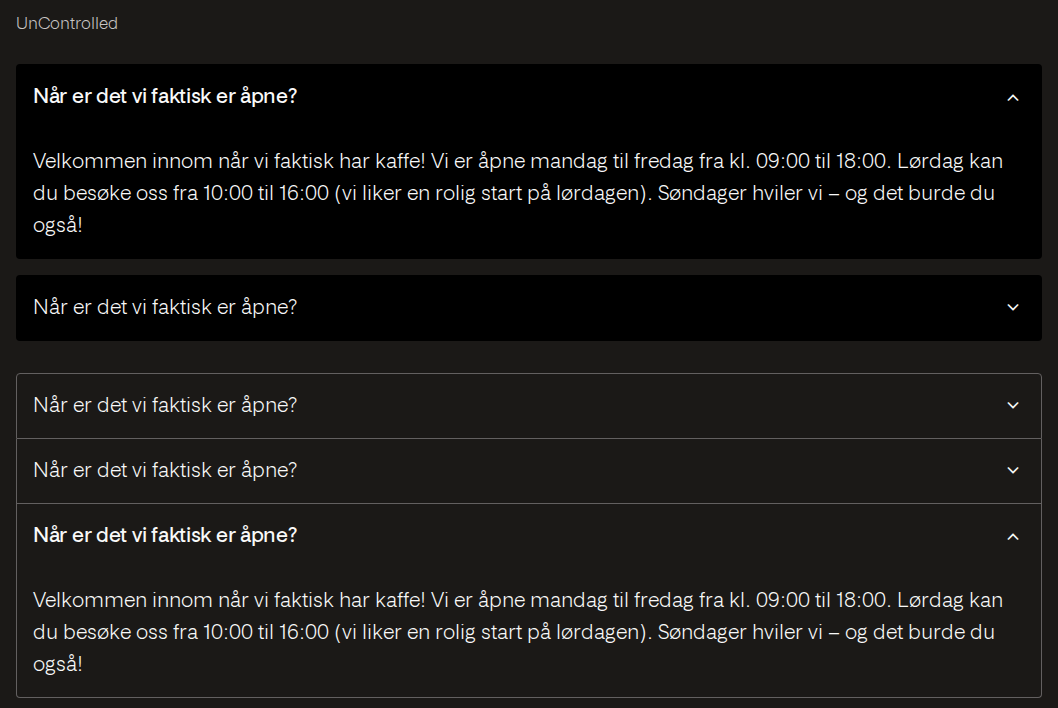 UnControlled
Når er det vi faktisk er åpne?
Velkommen innom når vi faktisk har kaffe! Vi er åpne mandag til fredag fra kl. 09:00 til 18:00. Lørdag kan
du besøke oss fra 10:00 til 16:00 (vi liker en rolig start på lørdagen). Søndager hviler vi – og det burde du
også!
Når er det vi faktisk er åpne?
Når er det vi faktisk er åpne?
Når er det vi faktisk er åpne?
Når er det vi faktisk er åpne?
Velkommen innom når vi faktisk har kaffe! Vi er åpne mandag til fredag fra kl. 09:00 til 18:00. Lørdag kan
du besøke oss fra 10:00 til 16:00 (vi liker en rolig start på lørdagen). Søndager hviler vi – og det burde du
også!